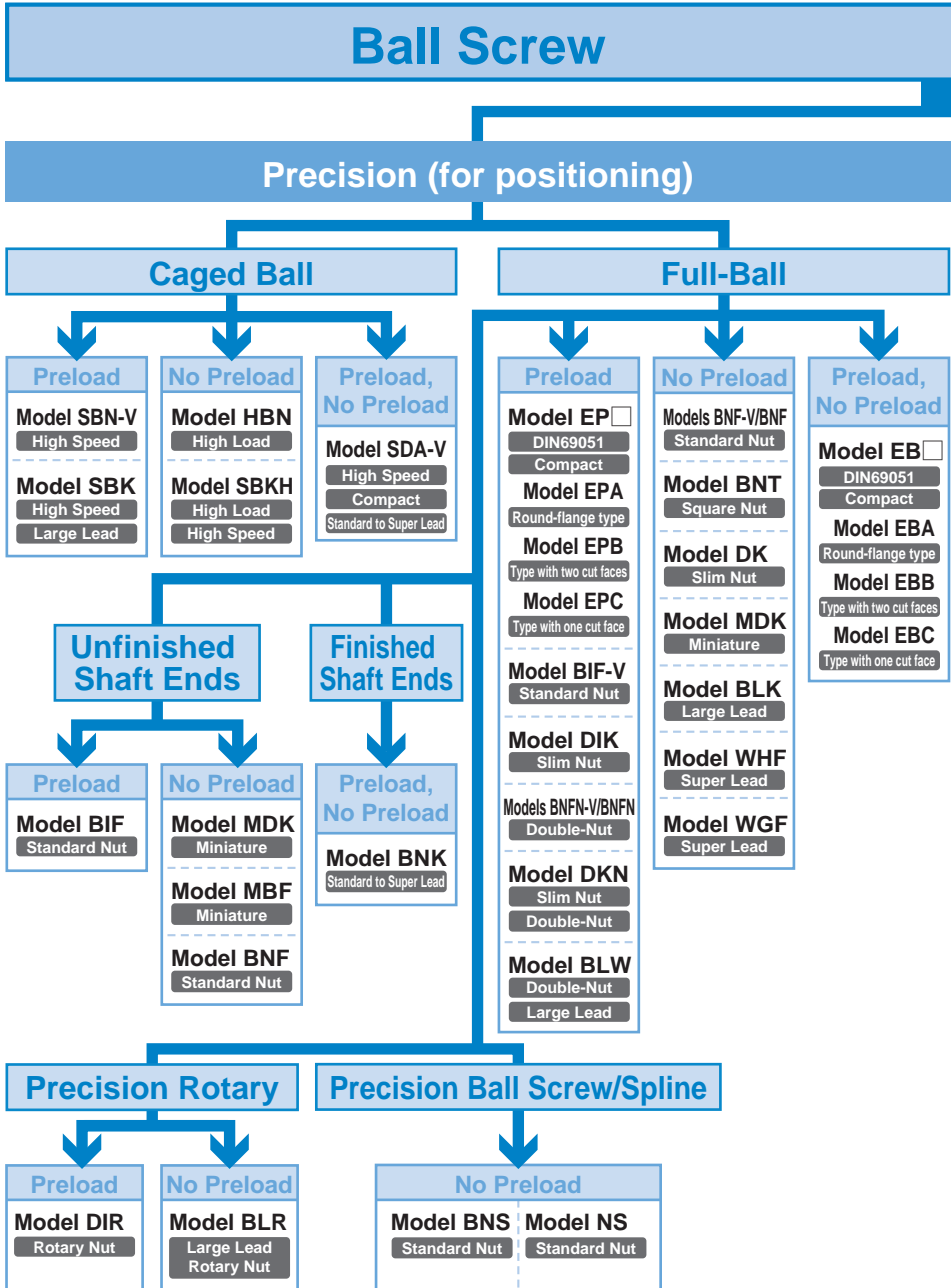 Ball Screw
Precision (for positioning)
Caged Ball
Full-Ball
Preload
Model SBN-V
High Speed
Model SBK
High Speed
Large Lead
No Preload
Model HBN
High Load
Model SBKH
High Load
High Speed
Preload,
No Preload
Model SDA-V
High Speed
Compact
Standard to Super Lead
Preload
Model EP□
DIN69051
Compact
Model EPA
Round-flange type
Model EPB
Type with two cut faces
Model EPC
Type with one cut face
Model BIF-V
Standard Nut
Model DIK
Slim Nut
Models BNFN-V/BNFN
Double-Nut
Model DKN
Slim Nut
Double-Nut
Model BLW
Double-Nut
Large Lead
No Preload
Models BNF-V/BNF
Standard Nut
Model BNT
Square Nut
Model DK
Slim Nut
Model MDK
Miniature
Model BLK
Large Lead
Model WHF
Super Lead
Model WGF
Super Lead
Preload,
No Preload
Model EB□
DIN69051
Compact
Model EBA
Round-flange type
Model EBB
Type with two cut faces
Model EBC
Type with one cut face
Unfinished
Shaft Ends
Finished
Shaft Ends
Preload
Model BIF
Standard Nut
No Preload
Model MDK
Miniature
Model MBF
Miniature
Model BNF
Standard Nut
Preload,
No Preload
Model BNK
Standard to Super Lead
Precision Rotary
Precision Ball Screw/Spline
Preload
Model DIR
Rotary Nut
No Preload
Model BLR
Large Lead
Rotary Nut
No Preload
Model BNS
Standard Nut
Model NS
Standard Nut